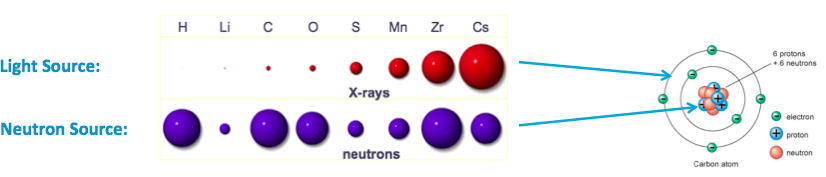 H Li C O S Mn Zr Cs
Light Source:
X-rays
Neutron Source:
neutrons
6 protons
+ 6 neutrons
electron
proton
neutron
Carbon atom